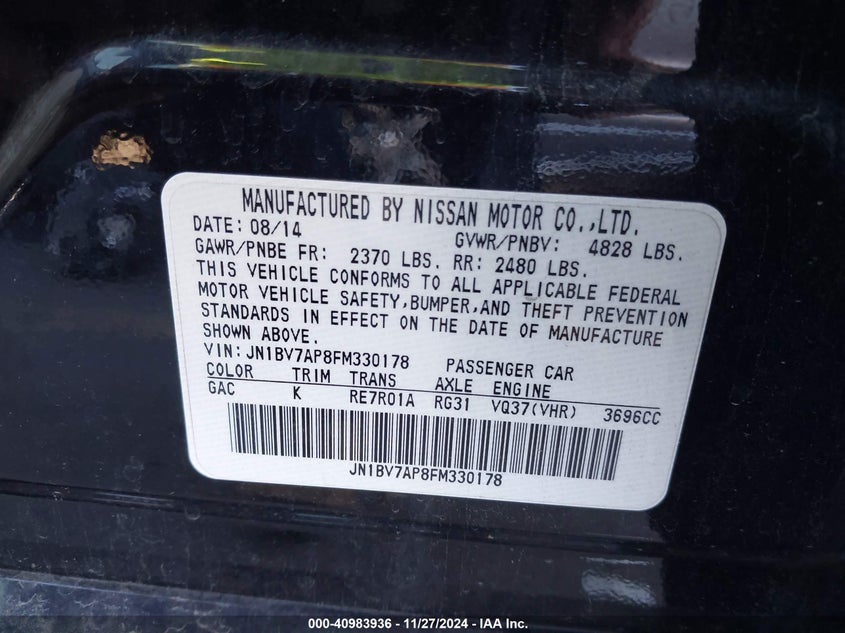 MANUFACTURED BY NISSAN MOTOR CO.,LTD.
DATE: 08/14 GVWR/PNBV: 4828 LBS.
GAWR/PNBE FR: 2370 LBS. RR: 2480 LBS.
THIS VEHICLE CONFORMS TO ALL APPLICABLE FEDERAL
MOTOR VEHICLE SAFETY,BUMPER,AND THEFT PREVENTION
STANDARDS IN EFFECT ON THE DATE OF MANUFACTURE
SHOWN ABOVE.
VIN:JN1BV7AP8FM330178 PASSENGER CAR
COLOR TRIM TRANS AXLE ENGINE
GAC K RE7R01A RG31 VQ37(VHR) 3696CC
JN1BV7AP8FM330178
000-40983936 - 11/27/2024 - IAA Inc.